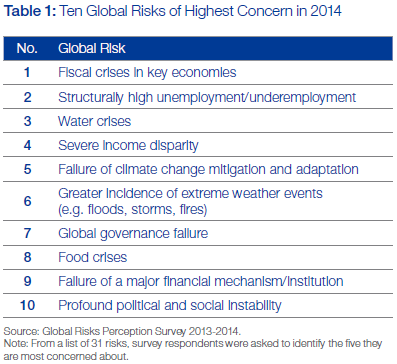 Table 1: Ten Global Risks of Highest Concern in 2014
No. Global Risk
1 Fiscal crises in key economies
2 Structurally high unemployment/underemployment
3 Water crises
4 Severe income disparity
5 Failure of climate change mitigation and adaptation
6 Greater incidence of extreme weather events
(e.g. floods, storms, fires)
7 Global governance failure
8 Food crises
9 Failure of a major financial mechanism/institution
10 Profound political and social instability
Source: Global Risks Perception Survey 2013-2014.
Note: From a list of 31 risks, survey respondents were asked to identify the five they
are most concerned about.